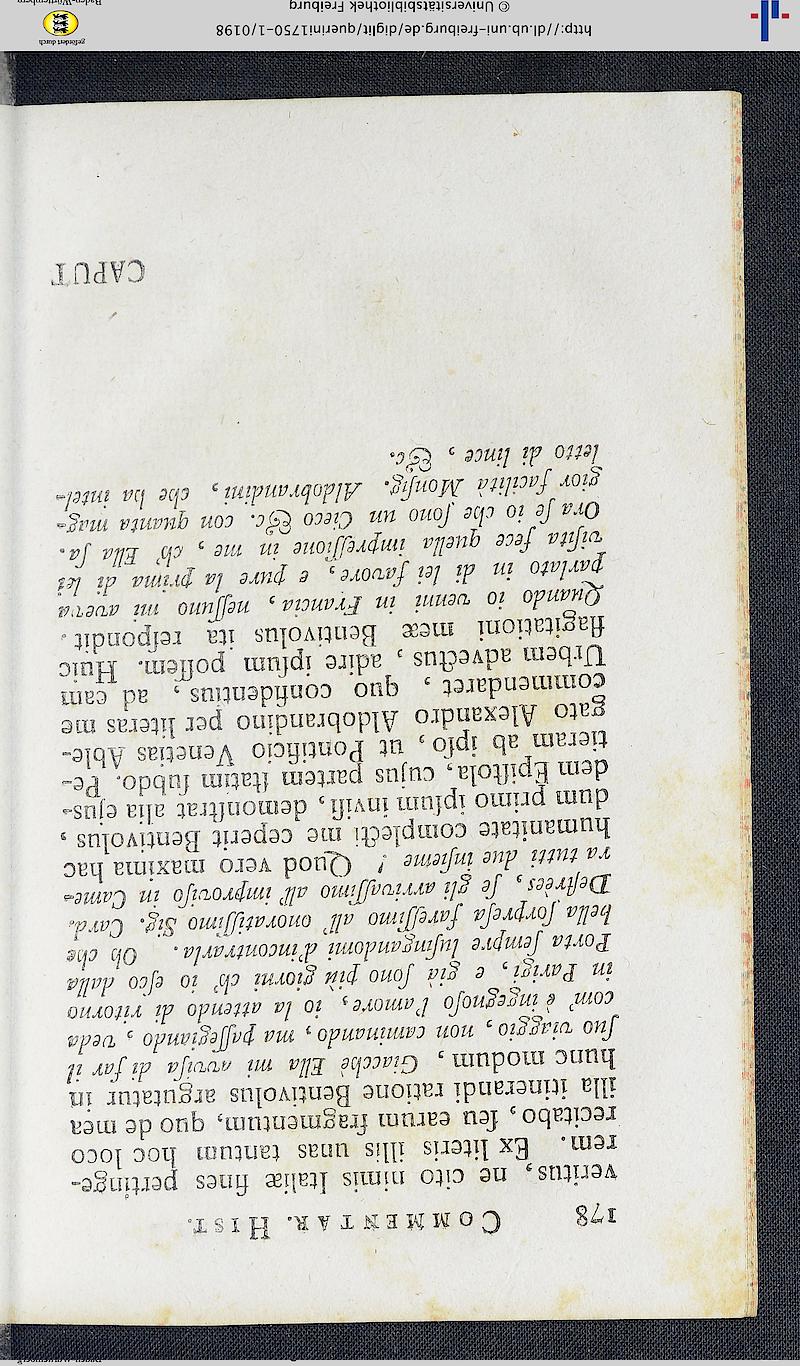 178 COMMENTAR. HIST.
veritus, ne cito nimis Italiæ fines pertinge-
rem. Ex literis illis unas tantum hoc loco
recitabo, seu earum fragmentum, quo de mea
illa itinerandi ratione Bentivolus argutatur in
hunc modum, Giacchè Ella mi avvisa di far il
suo viaggio, non caminando, ma passegiando, veda
com' è ingegnoso l'amore, io la attendo di ritorno
in Parigi, e già sono più giorni ch' io esco dalla
Porta sempre lusingandomi d'incontrarla. Oh che
bella sorpresa faressimo all' onoratissimo Sig. Card.
Destrées, se gli arrivassimo all' improviso in Came-
ra tutti due insieme! Quod vero maxima hac
humanitate complecti me ceperit Bentivolus,
dum primo ipsum invisi, demonstrat alia ejus-
dem Epistola, cujus partem statim subdo. Pe-
tieram ab ipso, ut Pontificio Venetias Able-
gato Alexandro Aldobrandino per literas me
commendaret, quo confidentius, ad eam
Urbem advectus, adire ipsum possem. Huic
flagitationi meæ Bentivolus ita respondit.
Quando io venni in Francia, nessuno mi aveva
parlato in di lei favore, e pure la prima di lei
visita fece quella impressione in me, ch' Ella sa.
Ora se io che sono un Cieco &c. con quanta mag-
gior facilità Monsig. Aldobrandini, che ha intel-
letto di lince, &c.
CAPUT
http://dl.ub.uni-freiburg.de/diglit/querini1750-1/0198
© Universitätsbibliothek Freiburg
gefördert durch
Baden-Württemberg